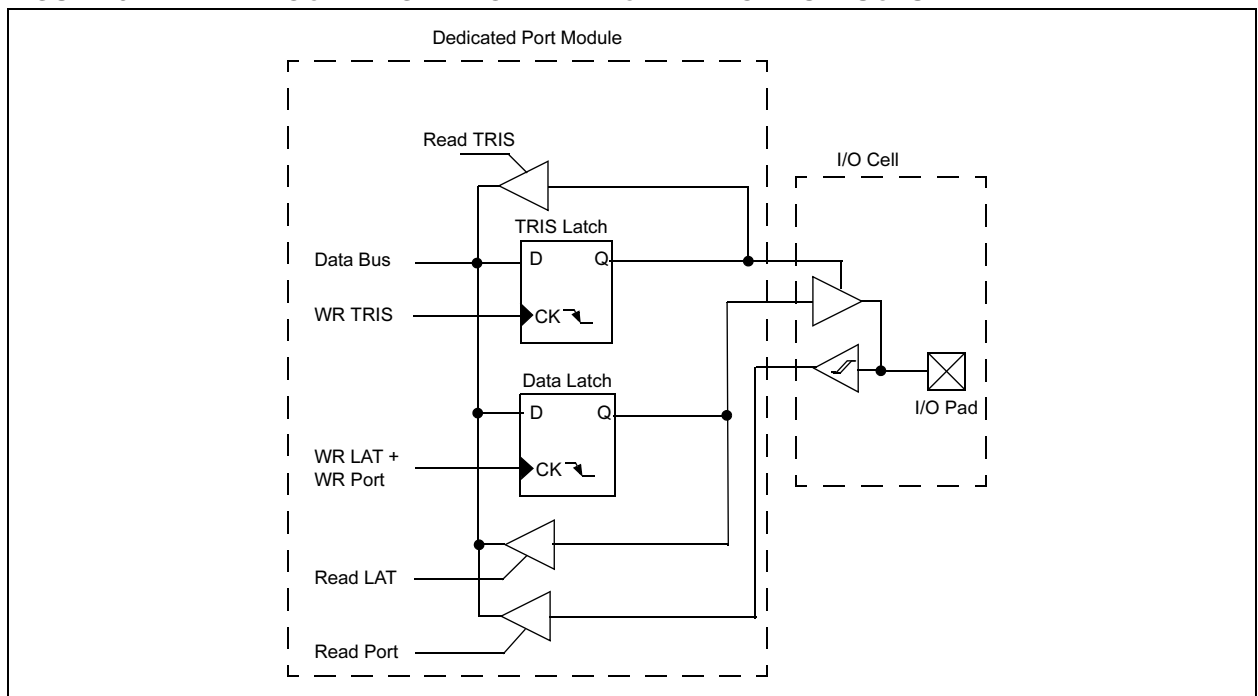 Dedicated Port Module
Read TRIS
I/O Cell
TRIS Latch
Data Bus
D
Q
WR TRIS
CK
Data Latch
I/O Pad
D
Q
WR LAT +
WR Port
CK
Read LAT
Read Port